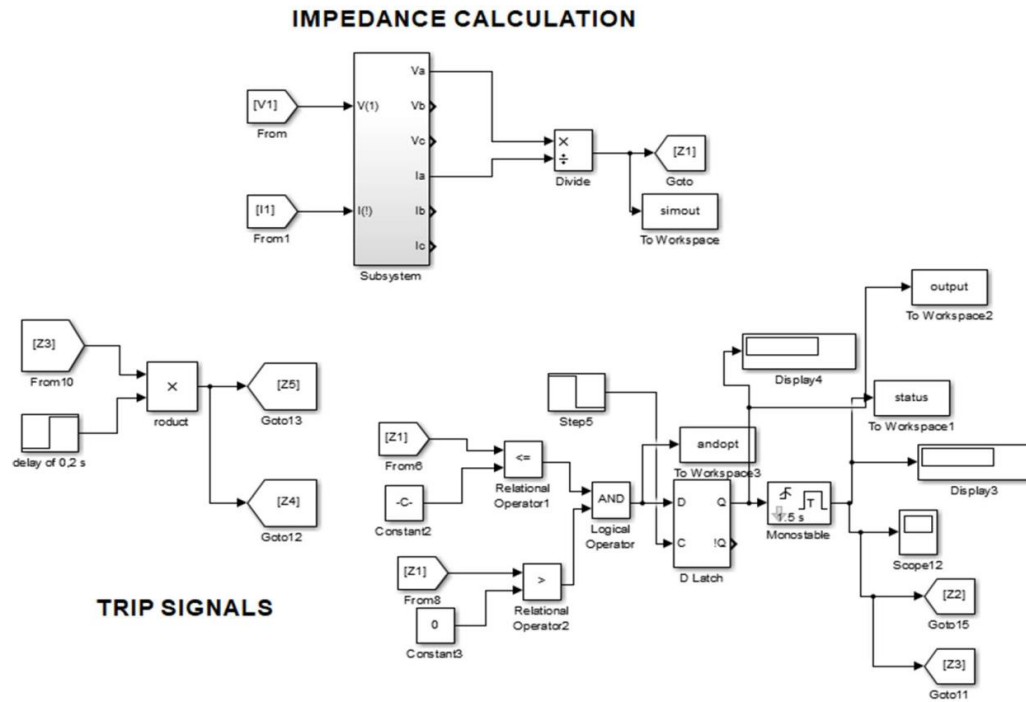 IMPEDANCE CALCULATION
[V1]
From
[I1]
From1
V(1)
I(!)
Va
Vb
Vc
Ia
Ib
Ic
Subsystem
×
÷
Divide
[Z1]
Goto
simout
To Workspace
[Z3]
From10
delay of 0,2 s
×
roduct
[Z5]
Goto13
[Z4]
Goto12
TRIP SIGNALS
[Z1]
From6
-C-
Constant2
<=
Relational
Operator1
[Z1]
From8
0
Constant3
>
Relational
Operator2
AND
Logical
Operator
Step5
andopt
To Workspace3
D
C
Q
!Q
D Latch
T
1.5 s
Monostable
Display4
output
To Workspace2
status
To Workspace1
Display3
Scope12
[Z2]
Goto15
[Z3]
Goto11